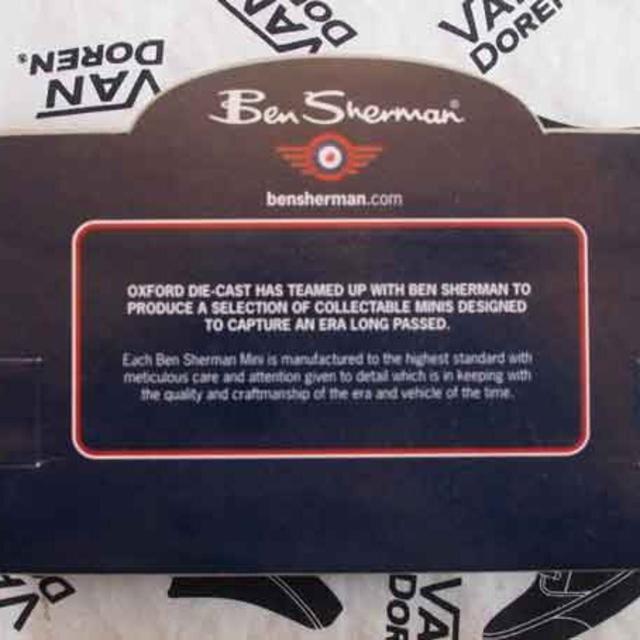 VAN
DOREN®
DOREN
VAN
DOREN
Ben Sherman®
bensherman.com
OXFORD DIE-CAST HAS TEAMED UP WITH BEN SHERMAN TO
PRODUCE A SELECTION OF COLLECTABLE MINIS DESIGNED
TO CAPTURE AN ERA LONG PASSED.
Each Ben Sherman Mini is manufactured to the highest standard with
meticulous care and attention given to detail which is in keeping with
the quality and craftmanship of the era and vehicle of the time.